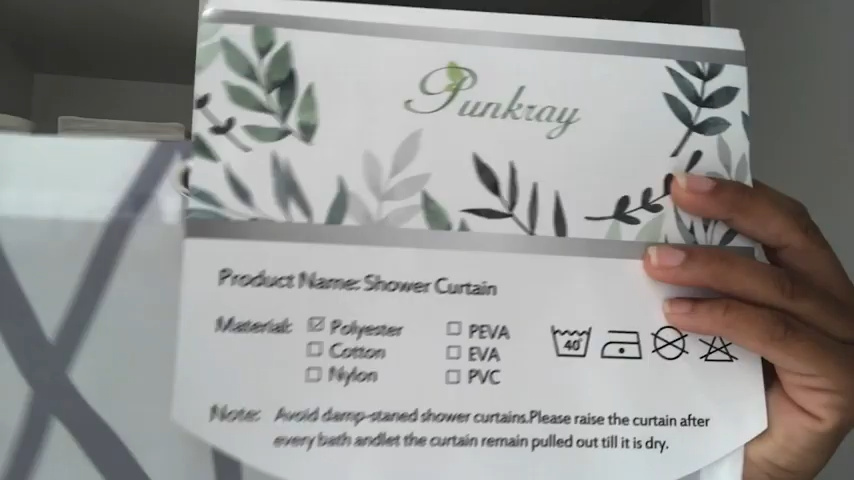 Punkray
Product Name: Shower Curtain
Material: ☑ Polyester ☐ PEVA
☐ Cotton ☐ EVA
☐ Nylon ☐ PVC
40°
Note: Avoid damp-staned shower curtains.Please raise the curtain after
every bath andlet the curtain remain pulled out till it is dry.